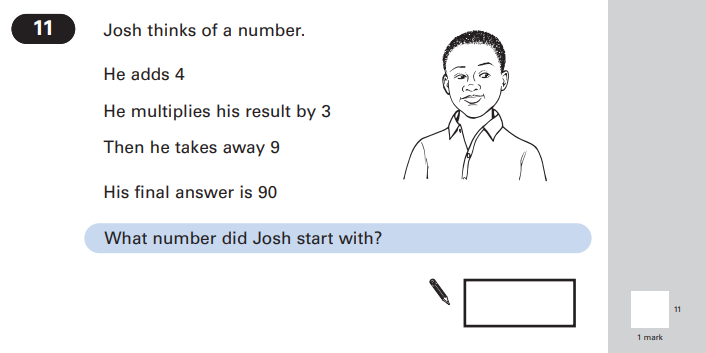 11
Josh thinks of a number.
He adds 4
He multiplies his result by 3
Then he takes away 9
His final answer is 90
What number did Josh start with?
11
1 mark